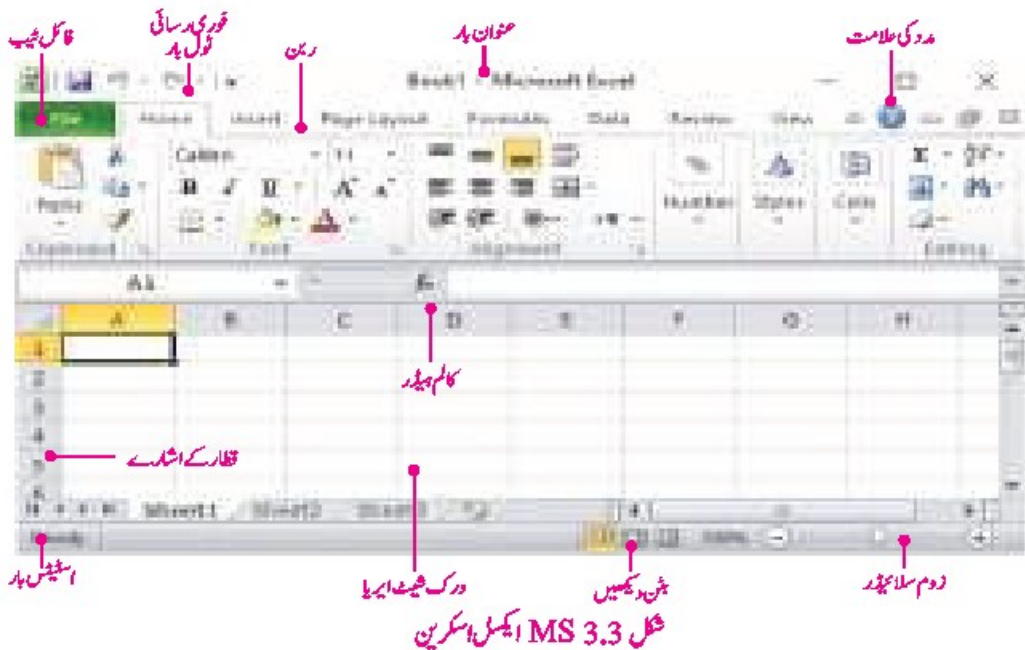 فائل ٹیب
فوری رسائی
ٹول بار
ربن
عنوان بار
مدد کی علامت
Book1 - Microsoft Excel
File Home Insert Page Layout Formulas Data Review View
Calibri 11
Paste
B I U A A
Number Styles Cells
Clipboard Font Alignment Editing
A1 fx
A B C D E F G H
1
2
3
4
5
6
کالم ہیڈر
قطار کے اشارے
Sheet1 Sheet2 Sheet3
Ready 100%
اسٹیٹس بار
ورک شیٹ ایریا
بٹن دیکھیں
زوم سلائیڈر
شکل 3.3 MS ایکسل اسکرین